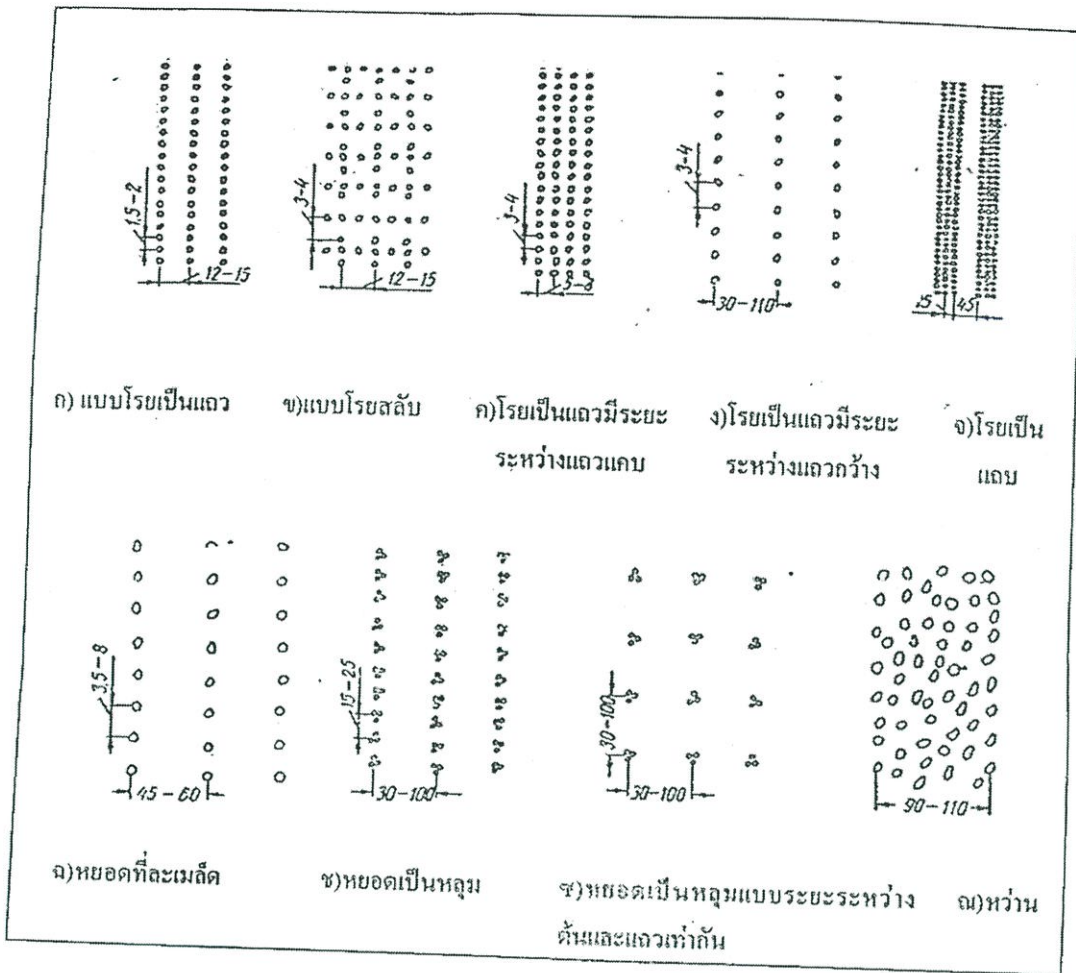 1.5-2
12-15
3-4
12-15
3-4
5-8
3-4
30-110
15
45
ก) แบบโรยเป็นแถว
ข)แบบโรยสลับ
ค)โรยเป็นแถวมีระยะ
ระหว่างแถวแคบ
ง)โรยเป็นแถวมีระยะ
ระหว่างแถวกว้าง
จ)โรยเป็น
แถบ
3.5-8
45-60
15-25
30-100
30-100
30-100
90-110
ฉ)หยอดที่ละเมล็ด
ช)หยอดเป็นหลุม
ซ)หยอดเป็นหลุมแบบระยะระหว่าง
ต้นและแถวเท่ากัน
ฌ)หว่าน